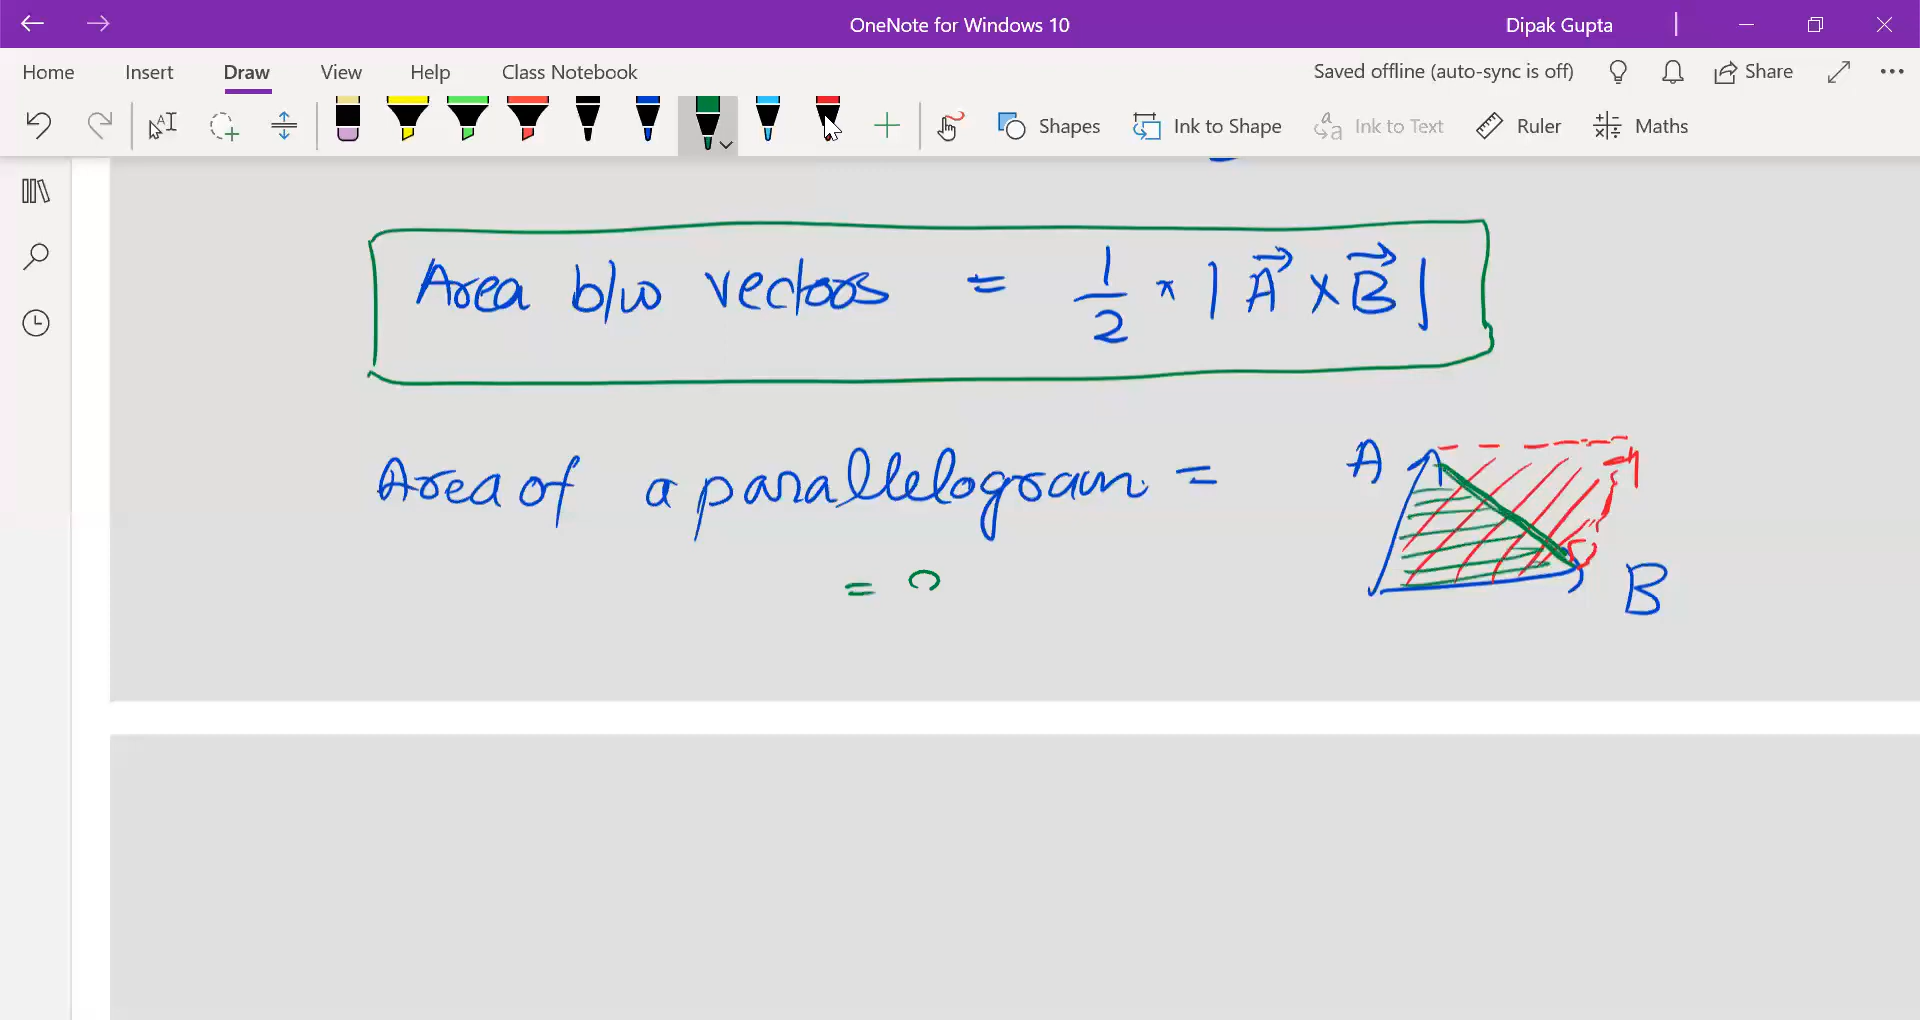 OneNote for Windows 10
Dipak Gupta
Home Insert Draw View Help Class Notebook
Saved offline (auto-sync is off) Share
Shapes Ink to Shape Ink to Text Ruler Maths
Area b/w vectors = 1/2 × | A⃗ × B⃗ |
Area of a parallelogram =
A
B
=